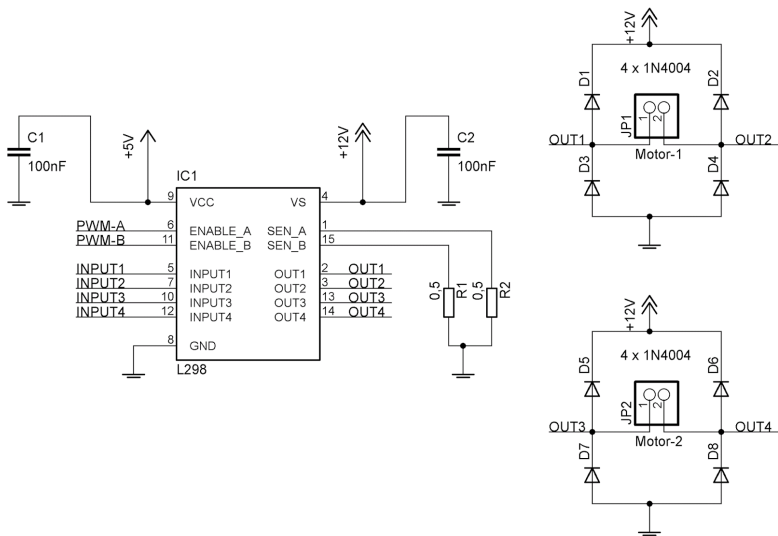 C1
100nF
+5V
+12V
C2
100nF
IC1
9 VCC VS 4
PWM-A 6 ENABLE_A SEN_A 1
PWM-B 11 ENABLE_B SEN_B 15
INPUT1 5 INPUT1 OUT1 2 OUT1
INPUT2 7 INPUT2 OUT2 3 OUT2
INPUT3 10 INPUT3 OUT3 13 OUT3
INPUT4 12 INPUT4 OUT4 14 OUT4
8 GND
L298
0,5 R1
0,5 R2
+12V
4 x 1N4004
D1
D2
JP1
1 2
OUT1
OUT2
Motor-1
D3
D4
+12V
4 x 1N4004
D5
D6
JP2
1 2
OUT3
OUT4
Motor-2
D7
D8